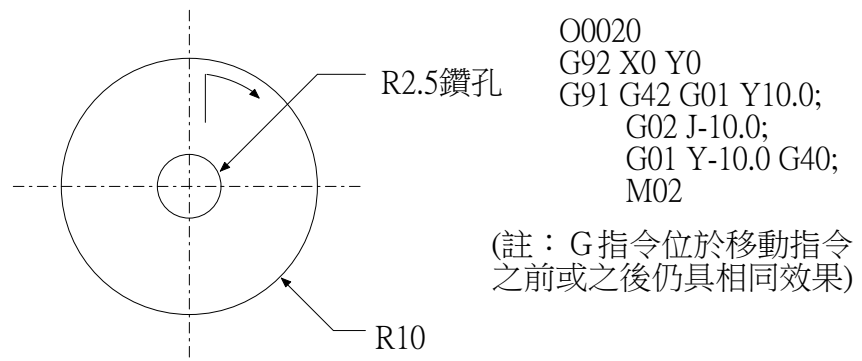 R2.5鑽孔
R10
O0020
G92 X0 Y0
G91 G42 G01 Y10.0;
G02 J-10.0;
G01 Y-10.0 G40;
M02
(註：G指令位於移動指令
之前或之後仍具相同效果)